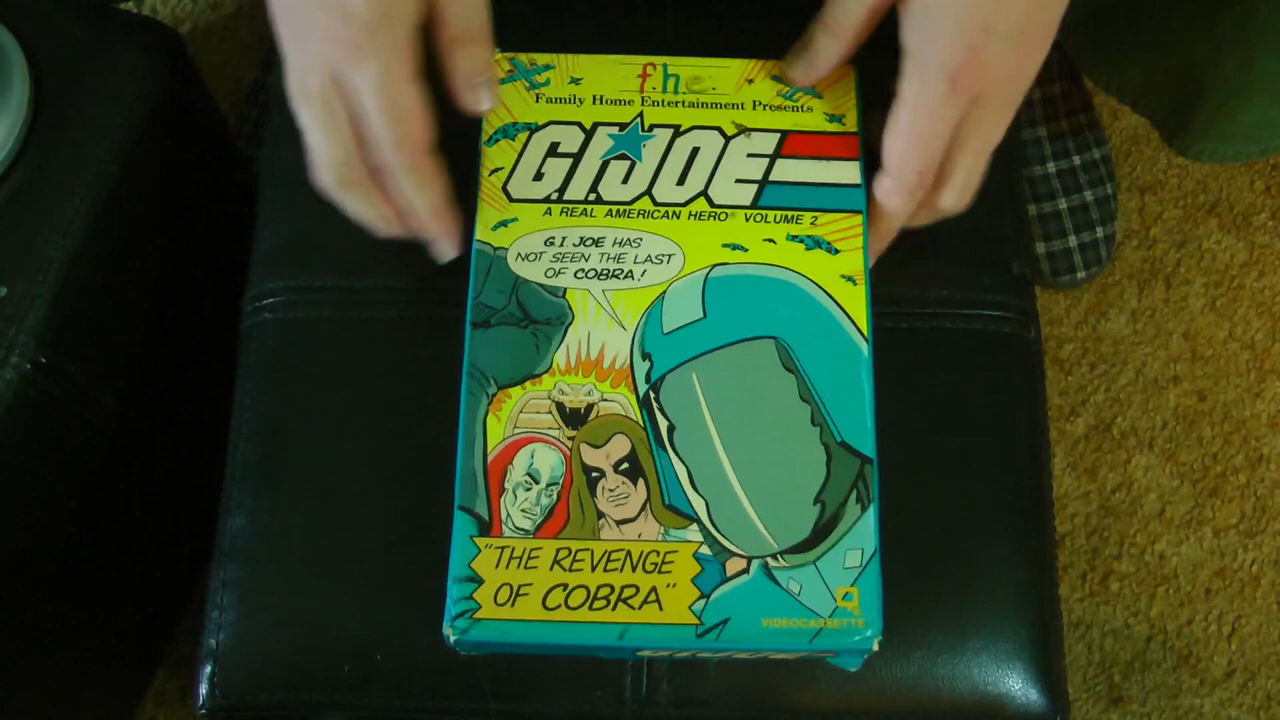 f.h.e.
Family Home Entertainment Presents
G.I. JOE
A REAL AMERICAN HERO® VOLUME 2
G.I. JOE HAS
NOT SEEN THE LAST
OF COBRA!
"THE REVENGE
OF COBRA"
VIDEOCASSETTE
G.I. JOE